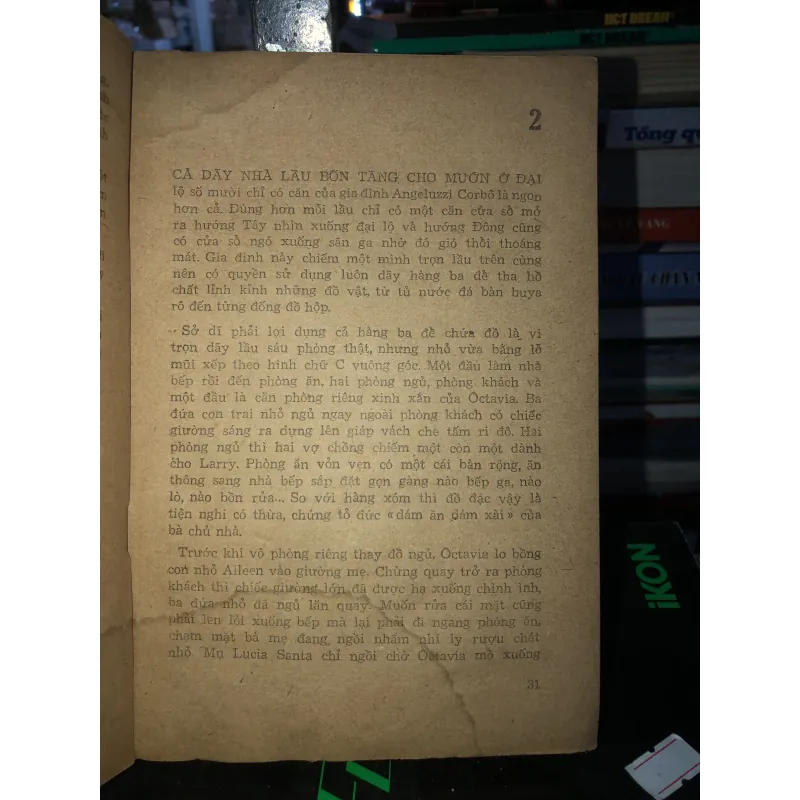 2
CẢ DÃY NHÀ LẦU BỐN TẦNG CHO MƯỚN Ở ĐẠI
lộ số mười chỉ có căn của gia đình Angeluzzi Corbô là ngon
hơn cả. Đúng hơn mỗi lầu chỉ có một căn cửa sổ mở
ra hướng Tây nhìn xuống đại lộ và hướng Đông cũng
có cửa sổ ngó xuống sân ga nhờ đó gió thổi thoáng
mát. Gia đình này chiếm một mình trọn lầu trên cùng
nên có quyền sử dụng luôn dãy hàng ba để tha hồ
chất lỉnh kỉnh những đồ vật, từ tủ nước đá bàn buya
rô đến từng đống đồ hộp.
Sở dĩ phải lợi dụng cả hàng ba để chứa đồ là vì
trọn dãy lầu sáu phòng thật, nhưng nhỏ vừa bằng lỗ
mũi xếp theo hình chữ C vuông góc. Một đầu làm nhà
bếp rồi đến phòng ăn, hai phòng ngủ, phòng khách và
một đầu là căn phòng riêng xinh xắn của Octavia. Ba
đứa con trai nhỏ ngủ ngay ngoài phòng khách có chiếc
giường sáng ra dựng lên giáp vách che tấm ri đô. Hai
phòng ngủ thì hai vợ chồng chiếm một còn một dành
cho Larry. Phòng ăn vỏn vẹn có một cái bàn rộng, ăn
thông sang nhà bếp sắp đặt gọn gàng nào bếp ga, nào
lò, nào bồn rửa... So với hàng xóm thì đồ đạc vậy là
tiện nghi có thừa, chứng tỏ đức «dám ăn dám xài» của
bà chủ nhà.
Trước khi vô phòng riêng thay đồ ngủ, Octavia lo bồng
con nhỏ Aileen vào giường mẹ. Chừng quay trở ra phòng
khách thì chiếc giường lớn đã được hạ xuống chình ình,
ba đứa nhỏ đã ngủ lăn quay. Muốn rửa cái mặt cũng
phải len lỏi xuống bếp mà lại phải đi ngang phòng ăn,
chạm mặt bà mẹ đang ngồi nhấm nhi ly rượu chát
nhỏ Mụ Lucia Santa chỉ ngồi chờ Octavia mò xuống
31
HCT DREAM
Tổng qu
iKON